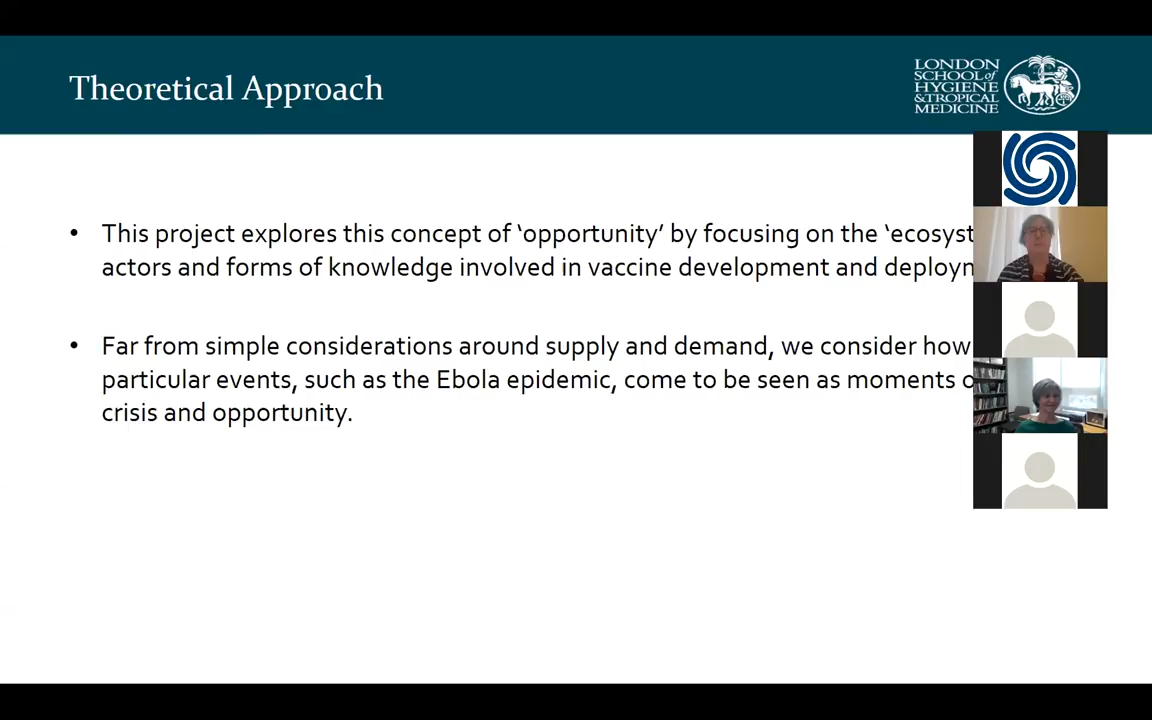 Theoretical Approach
LONDON
SCHOOL of
HYGIENE
& TROPICAL
MEDICINE
• This project explores this concept of ‘opportunity’ by focusing on the ‘ecosyst
actors and forms of knowledge involved in vaccine development and deployn
• Far from simple considerations around supply and demand, we consider how
particular events, such as the Ebola epidemic, come to be seen as moments
crisis and opportunity.